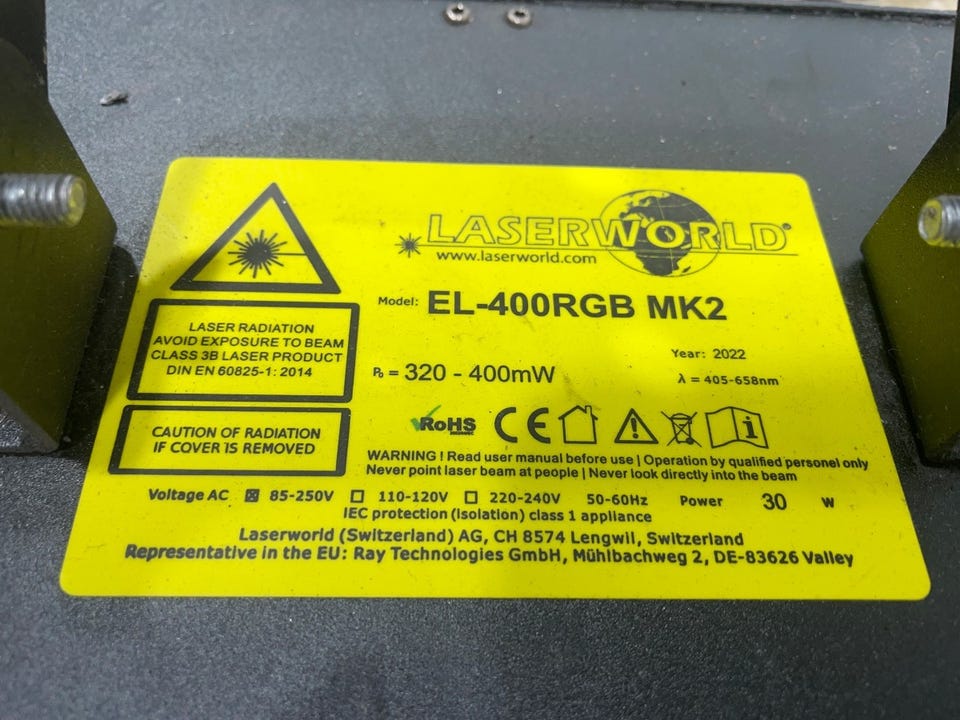 LASERWORLD®
www.laserworld.com
Model: EL-400RGB MK2
LASER RADIATION
AVOID EXPOSURE TO BEAM
CLASS 3B LASER PRODUCT
DIN EN 60825-1: 2014
Year: 2022
P₀ = 320 - 400mW
λ = 405-658nm
CAUTION OF RADIATION
IF COVER IS REMOVED
RoHS CE i
WARNING ! Read user manual before use | Operation by qualified personel only
Never point laser beam at people | Never look directly into the beam
Voltage AC ☒ 85-250V ☐ 110-120V ☐ 220-240V 50-60Hz Power 30 W
IEC protection (isolation) class 1 appliance
Laserworld (Switzerland) AG, CH 8574 Lengwil, Switzerland
Representative in the EU: Ray Technologies GmbH, Mühlbachweg 2, DE-83626 Valley